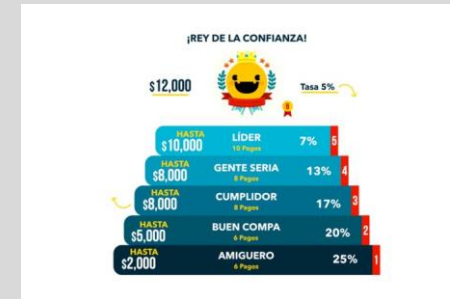 ¡REY DE LA CONFIANZA!
$12,000
Tasa 5%
HASTA
$10,000
LÍDER
10 Pagos
7%
5
HASTA
$8,000
GENTE SERIA
8 Pagos
13%
4
HASTA
$8,000
CUMPLIDOR
8 Pagos
17%
3
HASTA
$5,000
BUEN COMPA
6 Pagos
20%
2
HASTA
$2,000
AMIGUERO
6 Pagos
25%
1